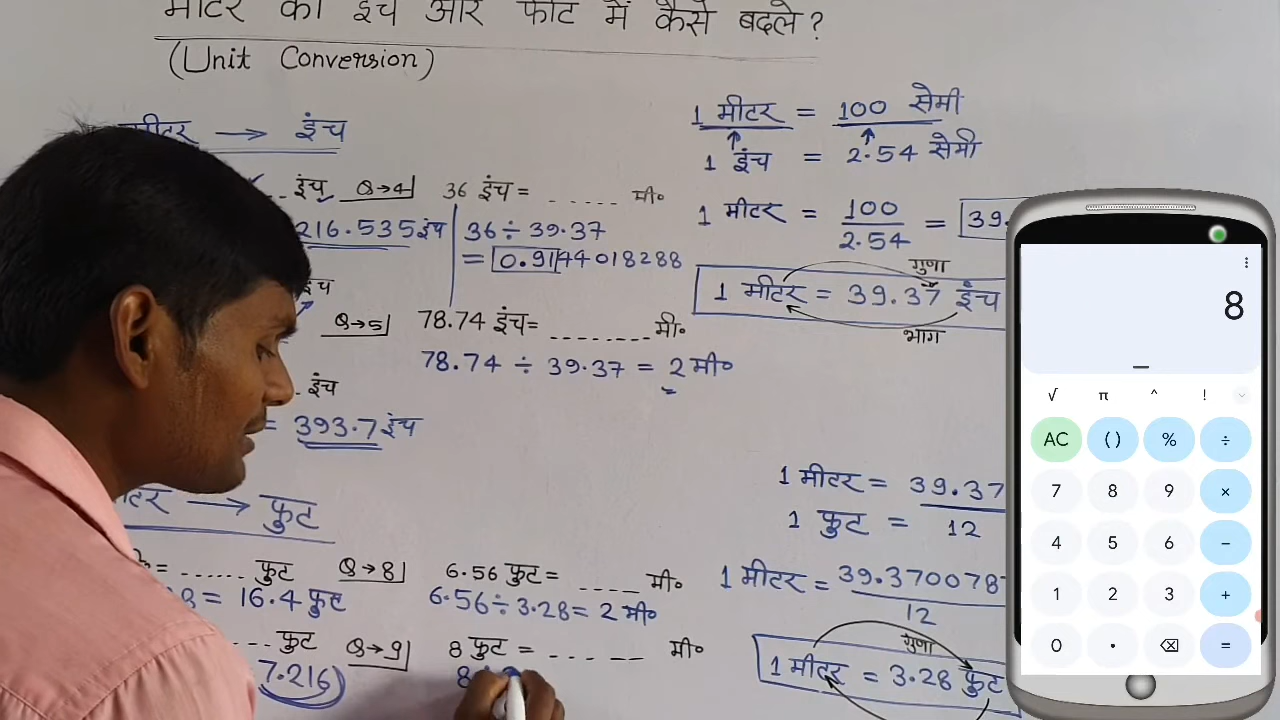 मीटर को इंच और फीट में कैसे बदले?
(Unit Conversion)
मीटर → इंच
1 मीटर = 100 सेमी
1 इंच = 2.54 सेमी
इंच Q→4 36 इंच = - - - - - मी०
216.535 इंच 36 ÷ 39.37
= 0.9144018288
1 मीटर = 100/2.54 = 39.
गुणा
1 मीटर = 39.37 इंच
भाग
इंच
Q→5 78.74 इंच= - - - - - - - मी०
78.74 ÷ 39.37 = 2 मी०
इंच
= 393.7 इंच
→ फुट
1 मीटर = 39.37
1 फुट = 12
= - - - - - - फुट Q→8 6.56 फुट = - - - - मी०
8 = 16.4 फुट 6.56 ÷ 3.28 = 2 मी०
1 मीटर = 39.370078/12
फुट Q→9 8 फुट = - - - - - मी०
7.216 8
गुणा
1 मीटर = 3.28 फुट
8
√ π ^ !
AC () % ÷
7 8 9 ×
4 5 6 −
1 2 3 +
0 . =